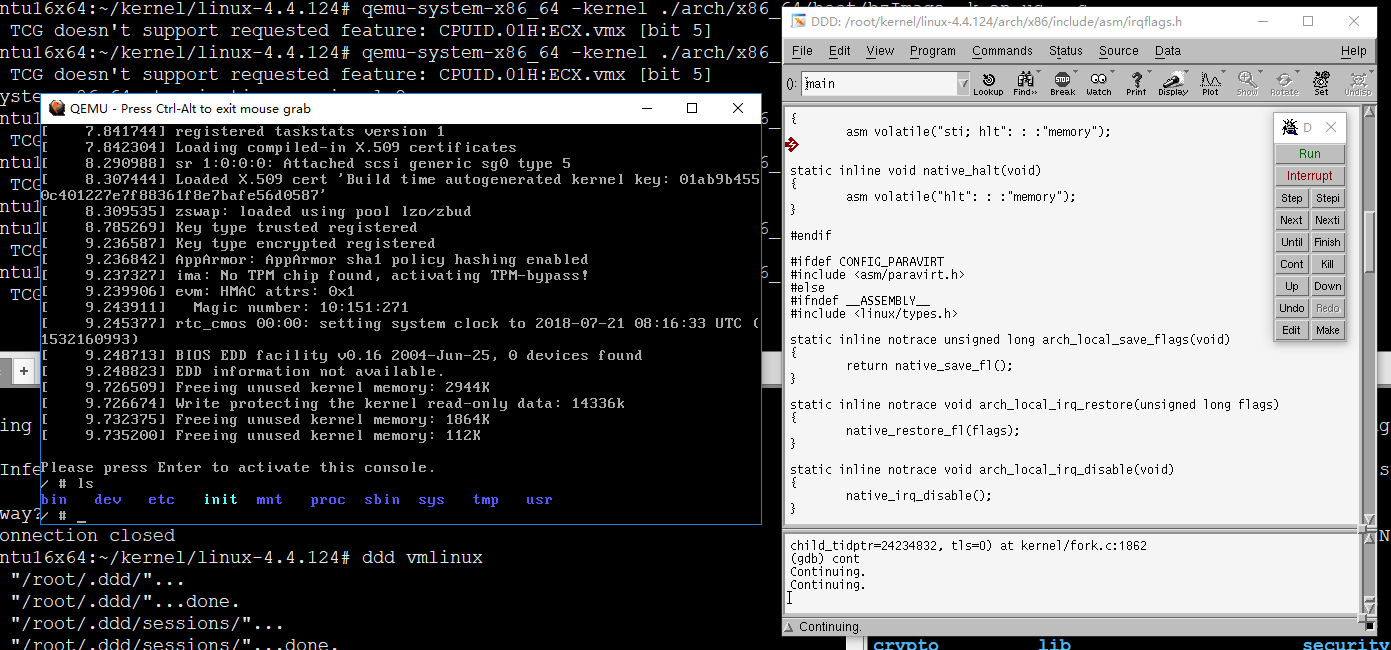 ntu16x64:~/kernel/linux-4.4.124# qemu-system-x86_64 -kernel ./arch/x86_64/boot/bzImage
TCG doesn't support requested feature: CPUID.01H:ECX.vmx [bit 5]
ntu16x64:~/kernel/linux-4.4.124# qemu-system-x86_64 -kernel ./arch/x86_
TCG doesn't support requested feature: CPUID.01H:ECX.vmx [bit 5]
QEMU - Press Ctrl-Alt to exit mouse grab
[    7.841744] registered taskstats version 1
[    7.842304] Loading compiled-in X.509 certificates
[    8.290988] sr 1:0:0:0: Attached scsi generic sg0 type 5
[    8.307444] Loaded X.509 cert 'Build time autogenerated kernel key: 01ab9b455
0c401227e7f88361f8e7bafe56d0587'
[    8.309535] zswap: loaded using pool lzo/zbud
[    8.785269] Key type trusted registered
[    9.236587] Key type encrypted registered
[    9.236842] AppArmor: AppArmor sha1 policy hashing enabled
[    9.237327] ima: No TPM chip found, activating TPM-bypass!
[    9.239906] evm: HMAC attrs: 0x1
[    9.243911]   Magic number: 10:151:271
[    9.245377] rtc_cmos 00:00: setting system clock to 2018-07-21 08:16:33 UTC (
1532160993)
[    9.248713] BIOS EDD facility v0.16 2004-Jun-25, 0 devices found
[    9.248823] EDD information not available.
[    9.726509] Freeing unused kernel memory: 2944K
[    9.726674] Write protecting the kernel read-only data: 14336k
[    9.732375] Freeing unused kernel memory: 1864K
[    9.735200] Freeing unused kernel memory: 112K
Please press Enter to activate this console.
/ # ls
bin dev etc init mnt proc sbin sys tmp usr
/ # _
ntu1
TCG
ntu1
TCG
ntu1
ntu1
TCG
ntu1
TCG
+
ing
Infe
way?
onnection closed
ntu16x64:~/kernel/linux-4.4.124# ddd vmlinux
"/root/.ddd/"...
"/root/.ddd/"...done.
"/root/.ddd/sessions/"...
"/root/.ddd/sessions/"...done.
DDD: /root/kernel/linux-4.4.124/arch/x86/include/asm/irqflags.h
File Edit View Program Commands Status Source Data Help
(): main
Lookup Find>> Break Watch Print Display Plot Show Rotate Set Undisp
{
asm volatile("sti; hlt": : :"memory");
static inline void native_halt(void)
{
asm volatile("hlt": : :"memory");
}
#endif
#ifdef CONFIG_PARAVIRT
#include <asm/paravirt.h>
#else
#ifndef __ASSEMBLY__
#include <linux/types.h>
static inline notrace unsigned long arch_local_save_flags(void)
{
return native_save_fl();
}
static inline notrace void arch_local_irq_restore(unsigned long flags)
{
native_restore_fl(flags);
}
static inline notrace void arch_local_irq_disable(void)
{
native_irq_disable();
}
D
Run
Interrupt
Step Stepi
Next Nexti
Until Finish
Cont Kill
Up Down
Undo Redo
Edit Make
child_tidptr=24234832, tls=0) at kernel/fork.c:1862
(gdb) cont
Continuing.
Continuing.
Continuing.
crypto lib security